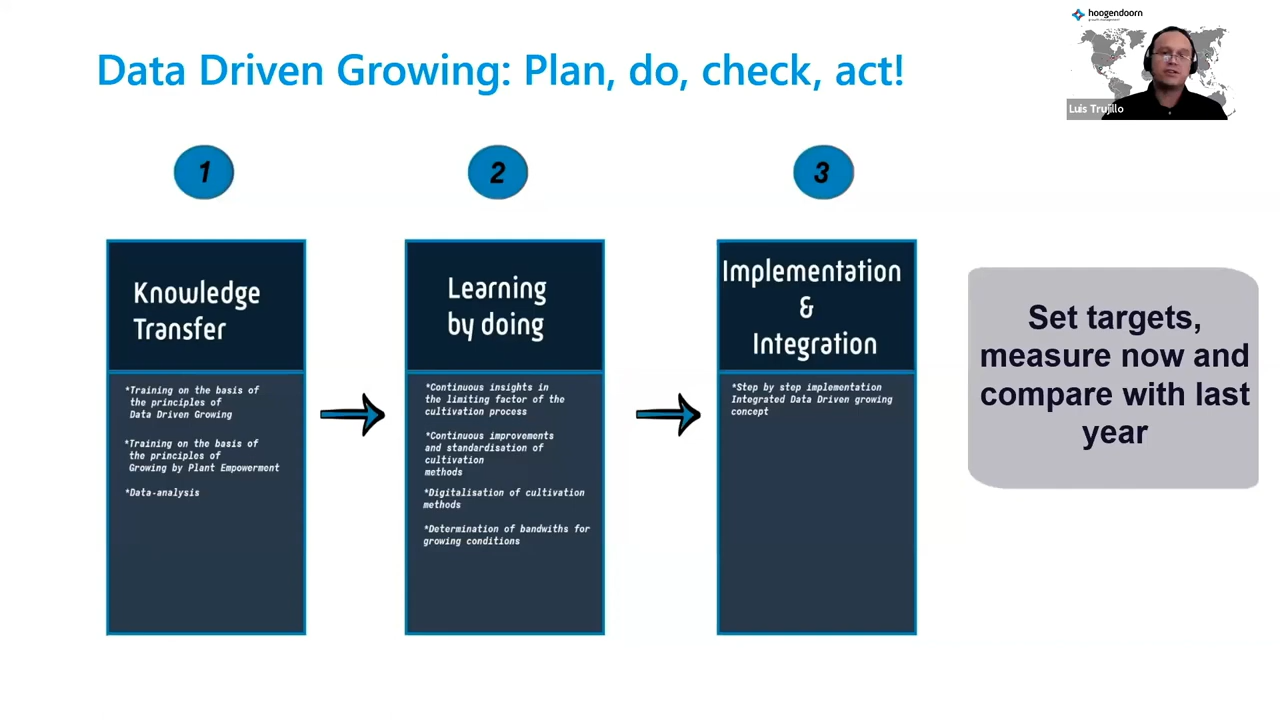 hoogendoorn
growth management
Luis Trujillo
Data Driven Growing: Plan, do, check, act!
1
2
3
Knowledge
Transfer
*Training on the basis of
the principles of
Data Driven Growing
*Training on the basis of
the principles of
Growing by Plant Empowerment
*Data-analysis
Learning
by doing
*Continuous insights in
the limiting factor of the
cultivation process
*Continuous improvements
and standardisation of
cultivation
methods
*Digitalisation of cultivation
methods
*Determination of bandwiths for
growing conditions
Implementation
&
Integration
*Step by step implementation
Integrated Data Driven growing
concept
Set targets,
measure now and
compare with last
year